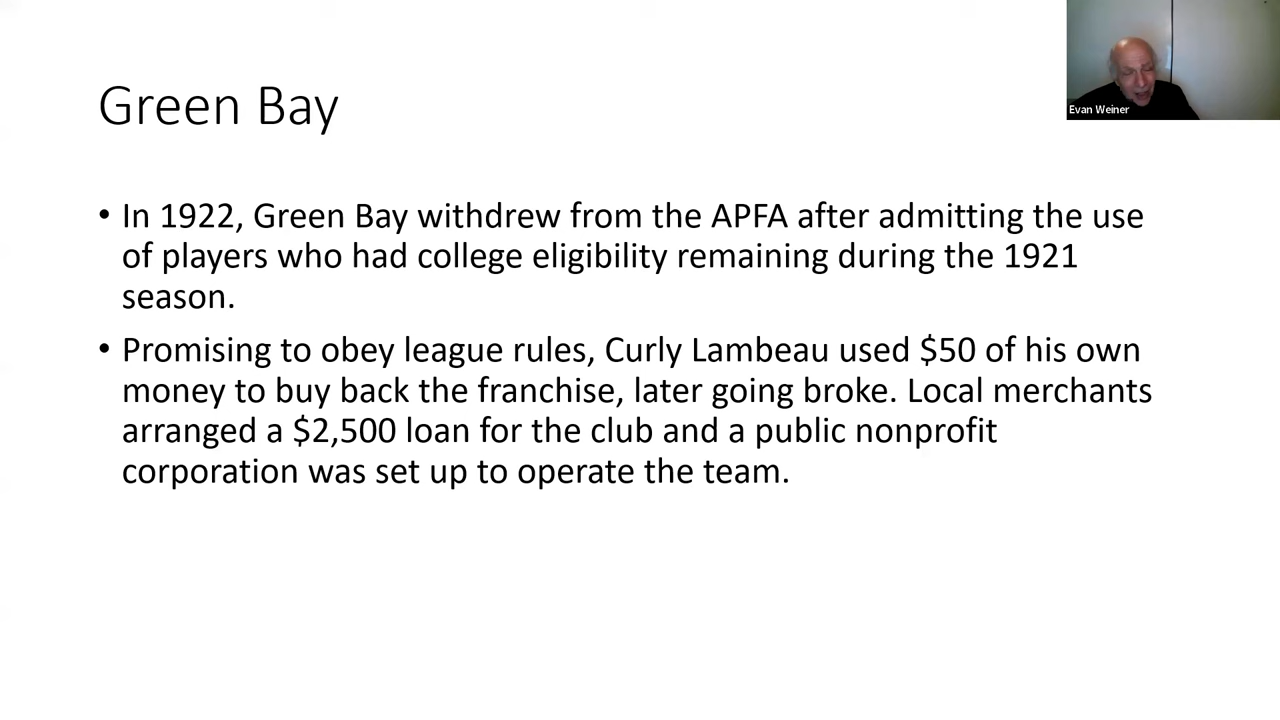 Green Bay
Evan Weiner
• In 1922, Green Bay withdrew from the APFA after admitting the use
of players who had college eligibility remaining during the 1921
season.
• Promising to obey league rules, Curly Lambeau used $50 of his own
money to buy back the franchise, later going broke. Local merchants
arranged a $2,500 loan for the club and a public nonprofit
corporation was set up to operate the team.